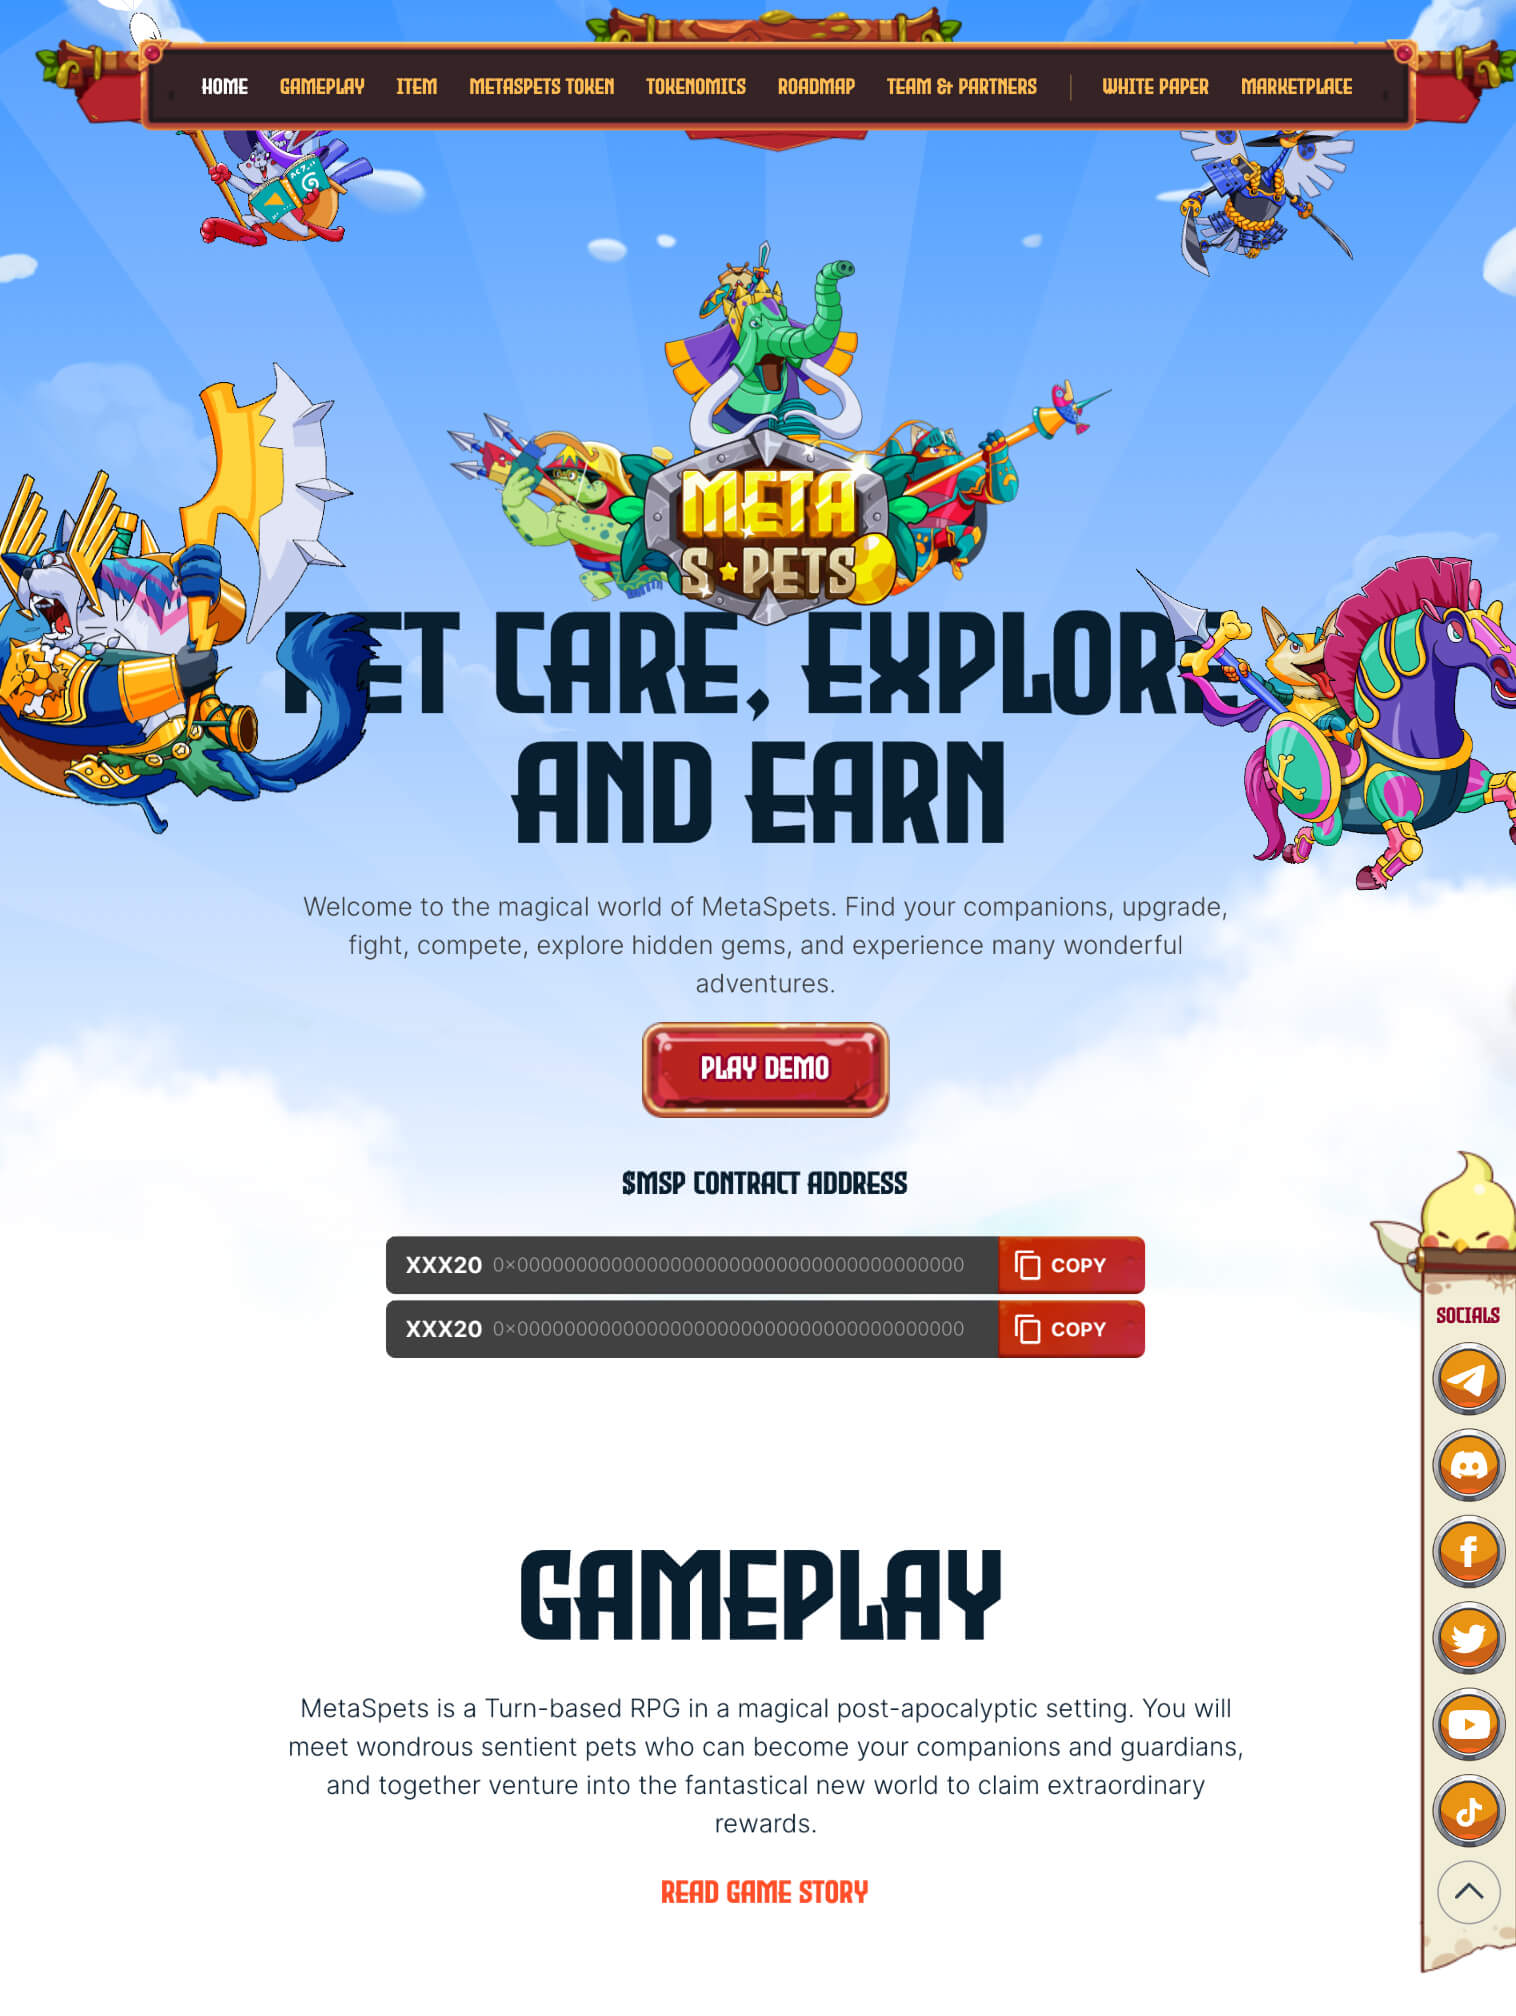 HOME GAMEPLAY ITEM METASPETS TOKEN TOKENOMICS ROADMAP TEAM & PARTNERS WHITE PAPER MARKETPLACE
META
S PETS
PET CARE, EXPLORE
AND EARN
Welcome to the magical world of MetaSpets. Find your companions, upgrade,
fight, compete, explore hidden gems, and experience many wonderful
adventures.
PLAY DEMO
$MSP CONTRACT ADDRESS
XXX20 0x00000000000000000000000000000000000000 COPY
XXX20 0x00000000000000000000000000000000000000 COPY
SOCIALS
GAMEPLAY
MetaSpets is a Turn-based RPG in a magical post-apocalyptic setting. You will
meet wondrous sentient pets who can become your companions and guardians,
and together venture into the fantastical new world to claim extraordinary
rewards.
READ GAME STORY